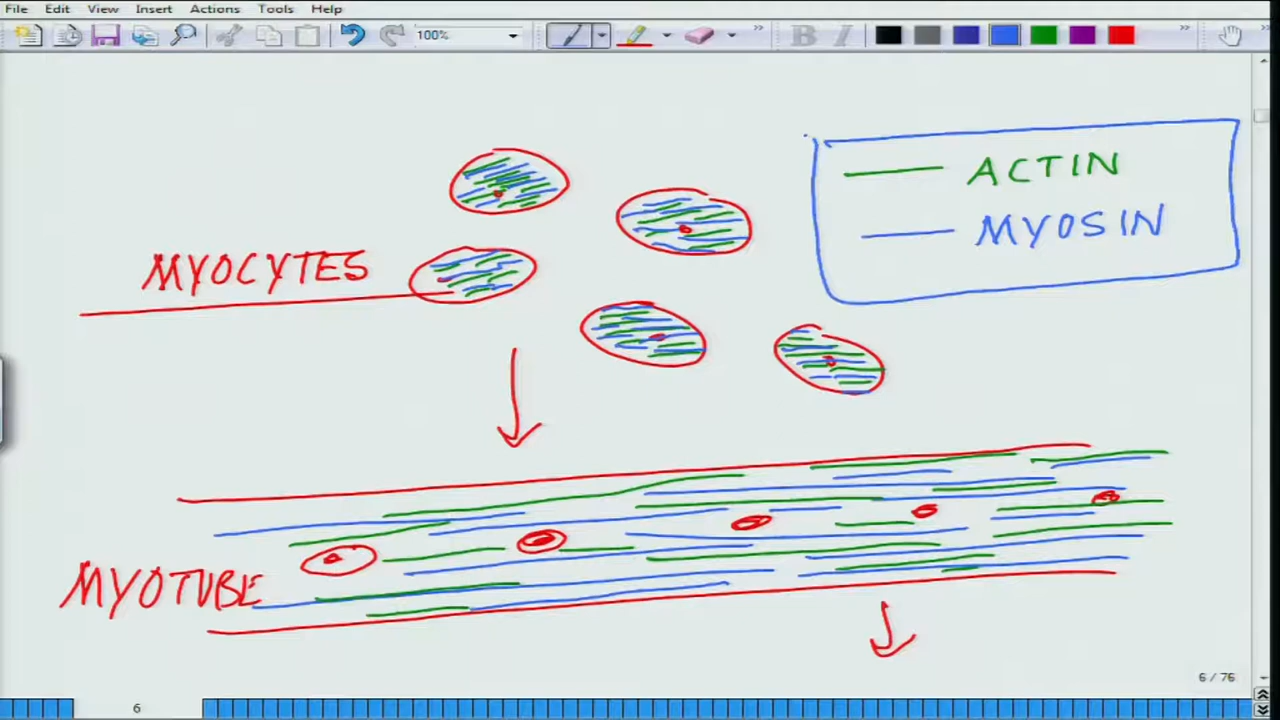 File Edit View Insert Actions Tools Help
100%
B I
ACTIN
MYOSIN
MYOCYTES
MYOTUBE
6 / 76
6